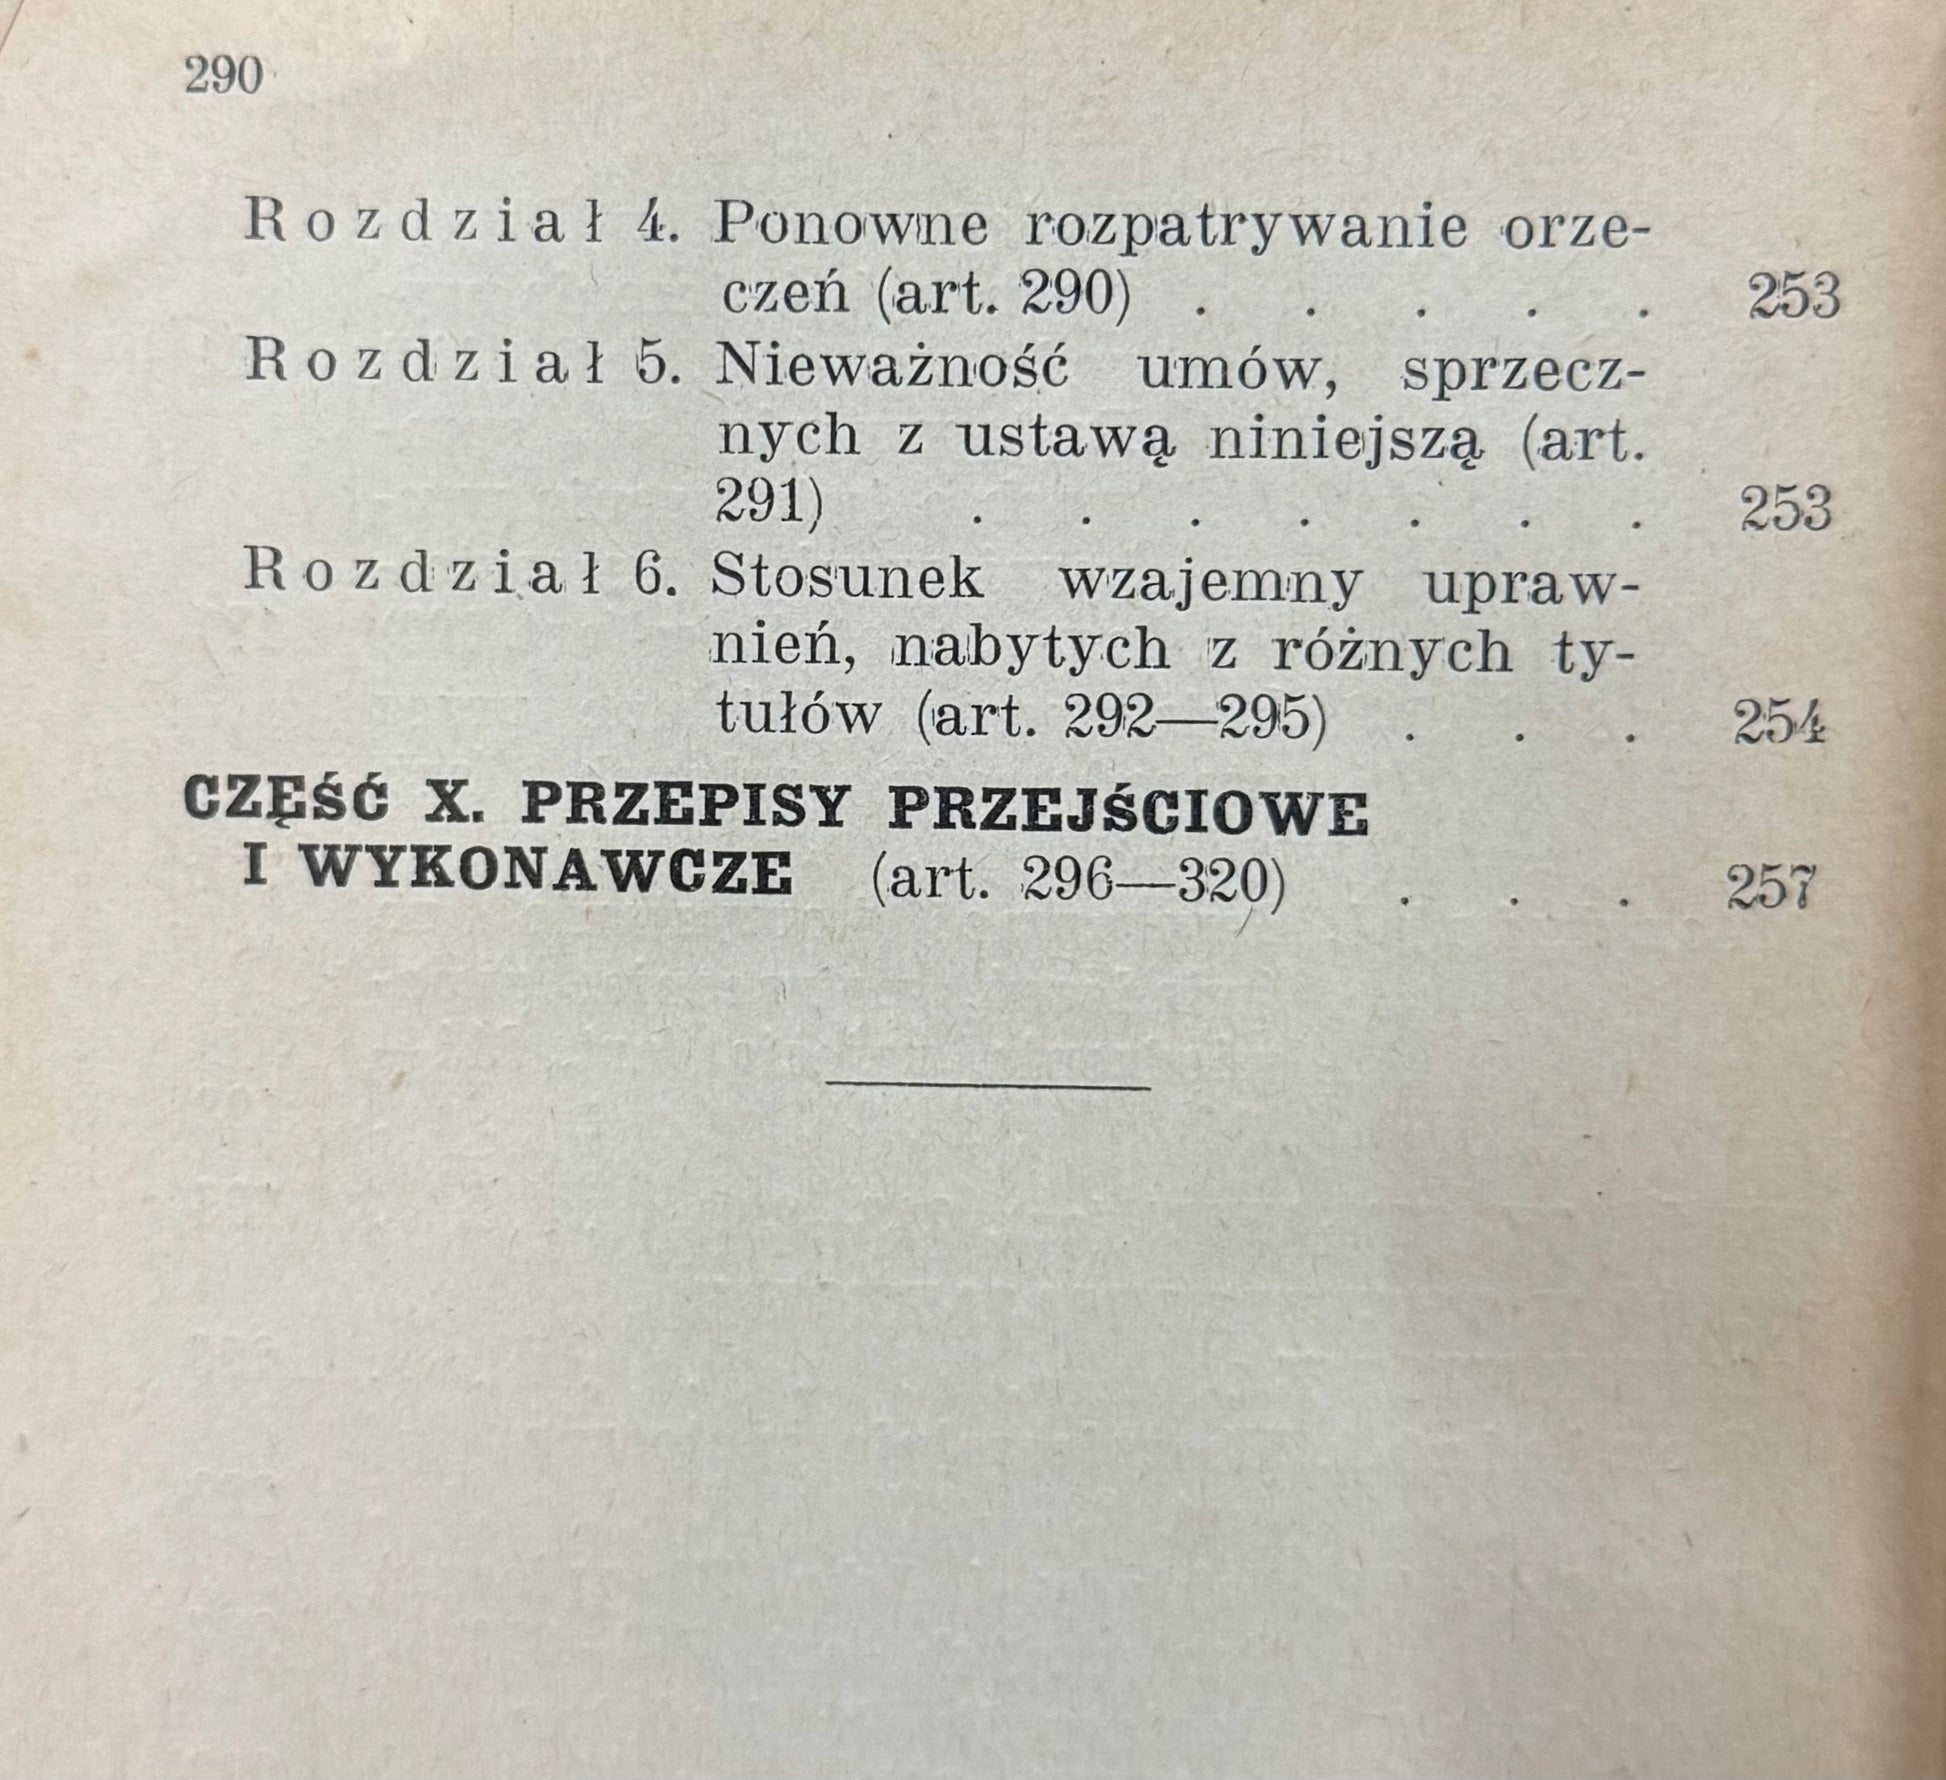 290
Rozdział 4. Ponowne rozpatrywanie orze-
czeń (art. 290) . . . . . 253
Rozdział 5. Nieważność umów, sprzecz-
nych z ustawą niniejszą (art.
291) . . . . . . . 253
Rozdział 6. Stosunek wzajemny upraw-
nień, nabytych z różnych ty-
tułów (art. 292—295) . . . 254
CZĘŚĆ X. PRZEPISY PRZEJŚCIOWE
I WYKONAWCZE (art. 296—320) . . . 257